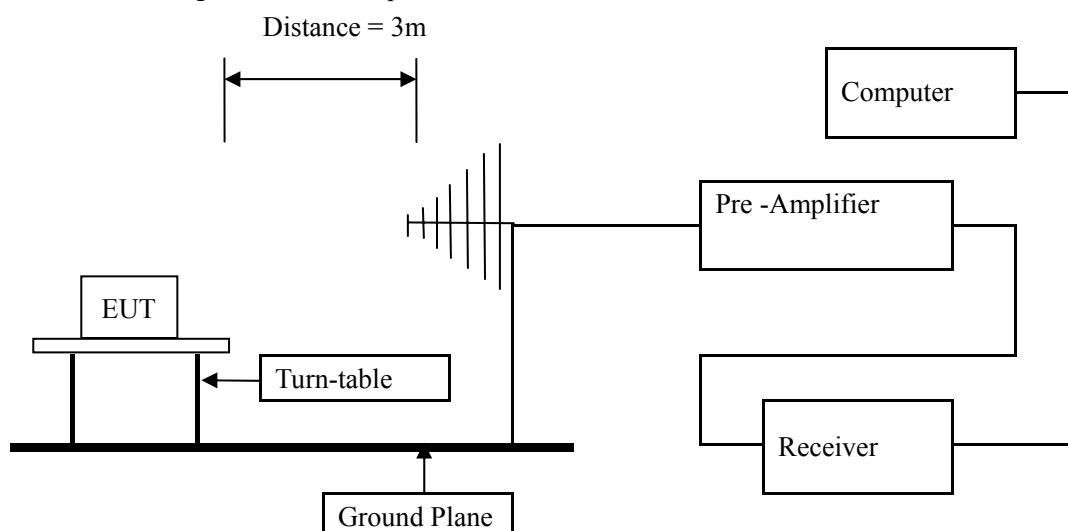 Distance = 3m
Computer
Pre -Amplifier
EUT
Turn-table
Receiver
Ground Plane